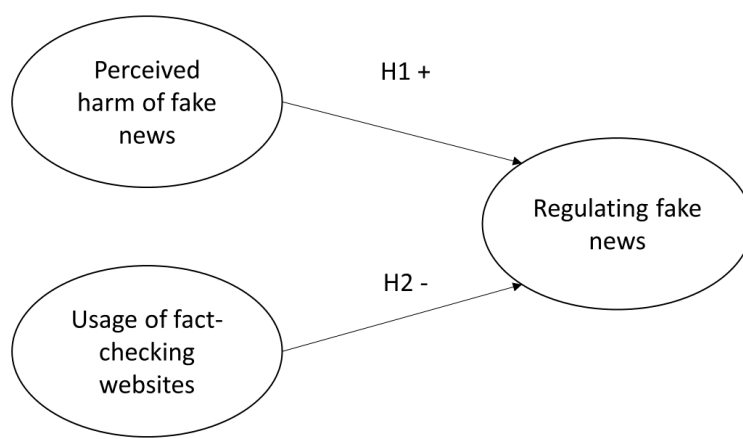 Perceived
harm of fake
news
H1 +
Regulating fake
news
H2 -
Usage of fact-
checking
websites